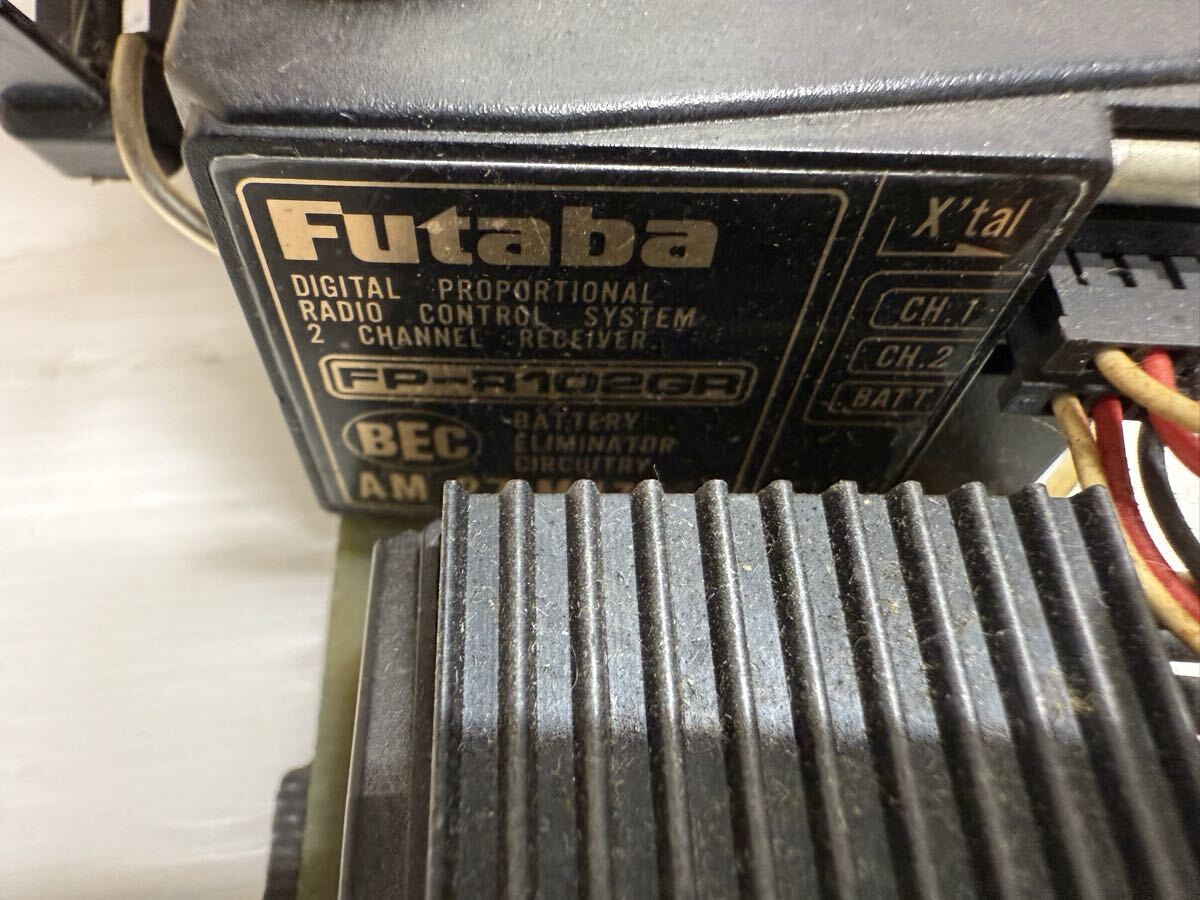 Futaba
DIGITAL PROPORTIONAL
RADIO CONTROL SYSTEM
2 CHANNEL RECEIVER
FP-R102GR
BEC
BATTERY
ELIMINATOR
CIRCUITRY
AM
X'tal
CH.1
CH.2
BATT